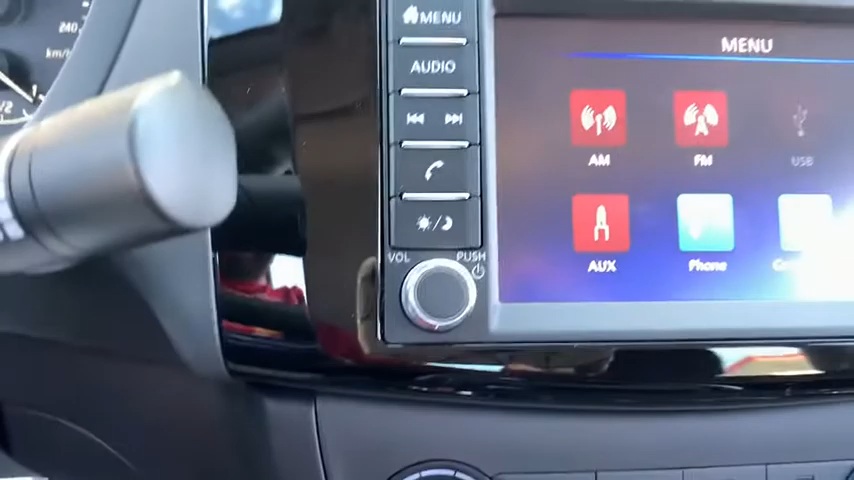 240
km/h
MENU
AUDIO
VOL
PUSH
MENU
AM
FM
USB
AUX
Phone